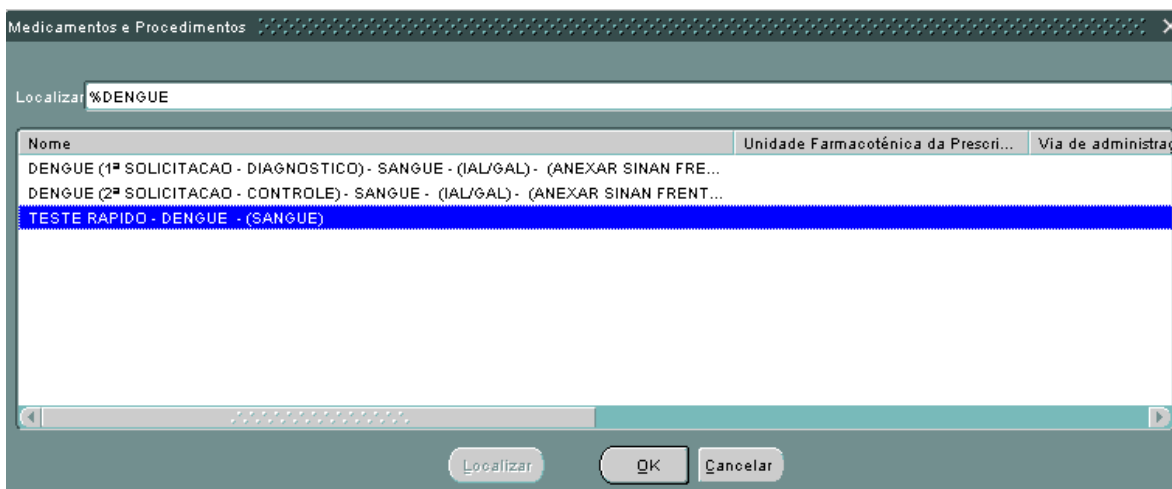 Medicamentos e Procedimentos
Localizar %DENGUE
Nome Unidade Farmacoténica da Prescri... Via de administraç
DENGUE (1ª SOLICITACAO - DIAGNOSTICO) - SANGUE - (IAL/GAL) - (ANEXAR SINAN FRE...
DENGUE (2ª SOLICITACAO - CONTROLE) - SANGUE - (IAL/GAL) - (ANEXAR SINAN FRENT...
TESTE RAPIDO - DENGUE - (SANGUE)
Localizar OK Cancelar